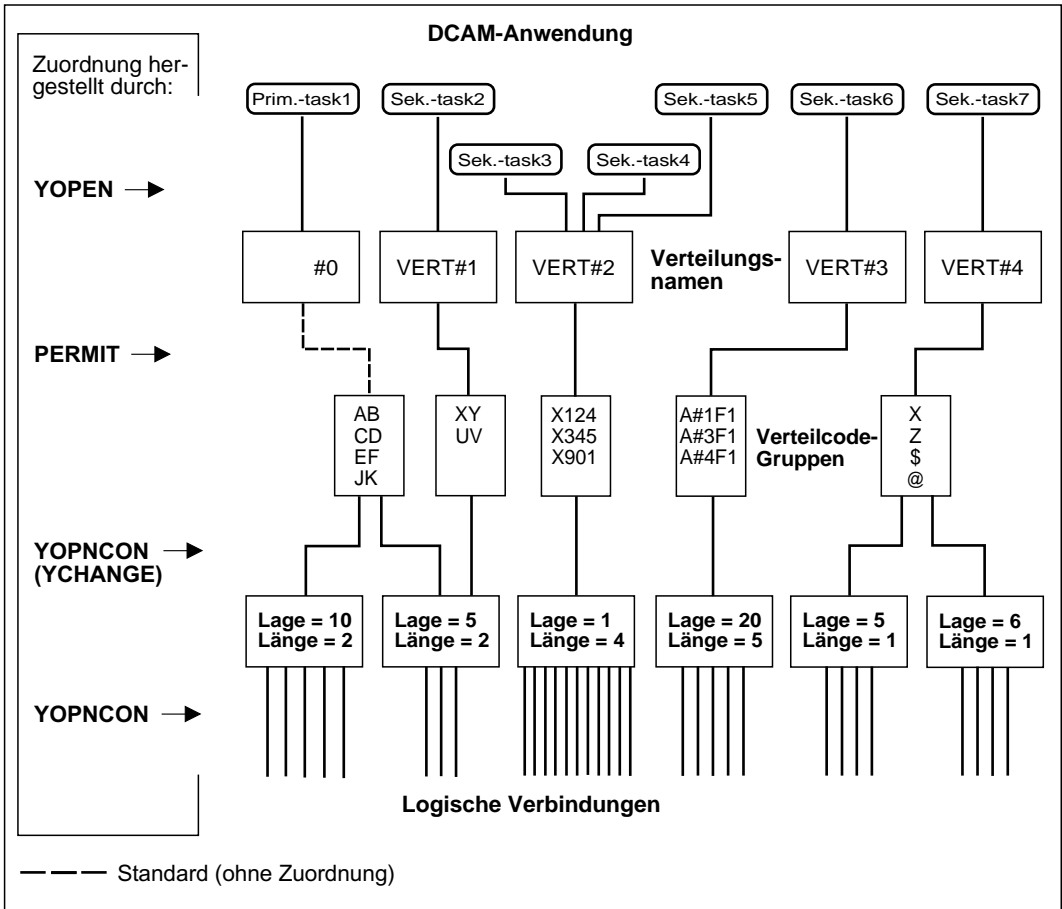 DCAM-Anwendung
Zuordnung her-
gestellt durch:
Prim.-task1
Sek.-task2
Sek.-task5
Sek.-task6
Sek.-task7
Sek.-task3
Sek.-task4
YOPEN
#0
VERT#1
VERT#2
Verteilungs-
namen
VERT#3
VERT#4
PERMIT
AB
CD
EF
JK
XY
UV
X124
X345
X901
A#1F1
A#3F1
A#4F1
Verteilcode-
Gruppen
X
Z
$
@
YOPNCON
(YCHANGE)
Lage = 10
Länge = 2
Lage = 5
Länge = 2
Lage = 1
Länge = 4
Lage = 20
Länge = 5
Lage = 5
Länge = 1
Lage = 6
Länge = 1
YOPNCON
Logische Verbindungen
Standard (ohne Zuordnung)